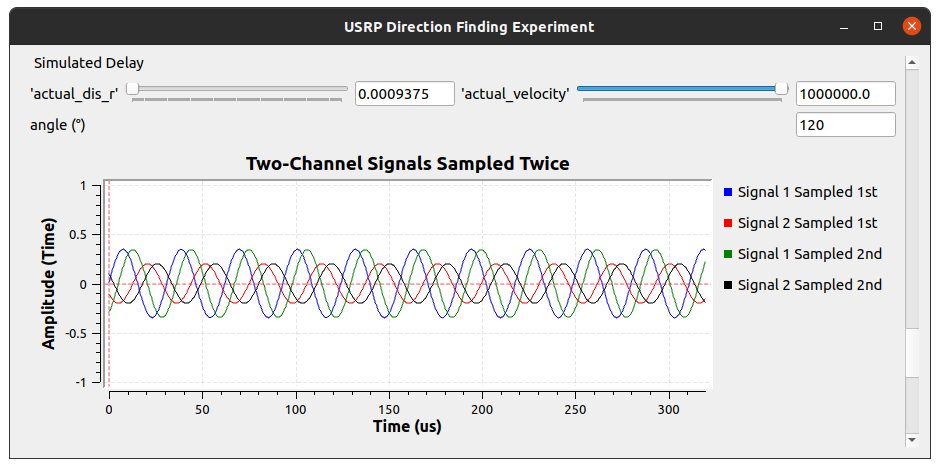 USRP Direction Finding Experiment
Simulated Delay
'actual_dis_r' 0.0009375 'actual_velocity' 1000000.0
angle (°) 120
Two-Channel Signals Sampled Twice
Amplitude (Time)
1
0.5
0
-0.5
-1
0 50 100 150 200 250 300
Time (us)
Signal 1 Sampled 1st
Signal 2 Sampled 1st
Signal 1 Sampled 2nd
Signal 2 Sampled 2nd